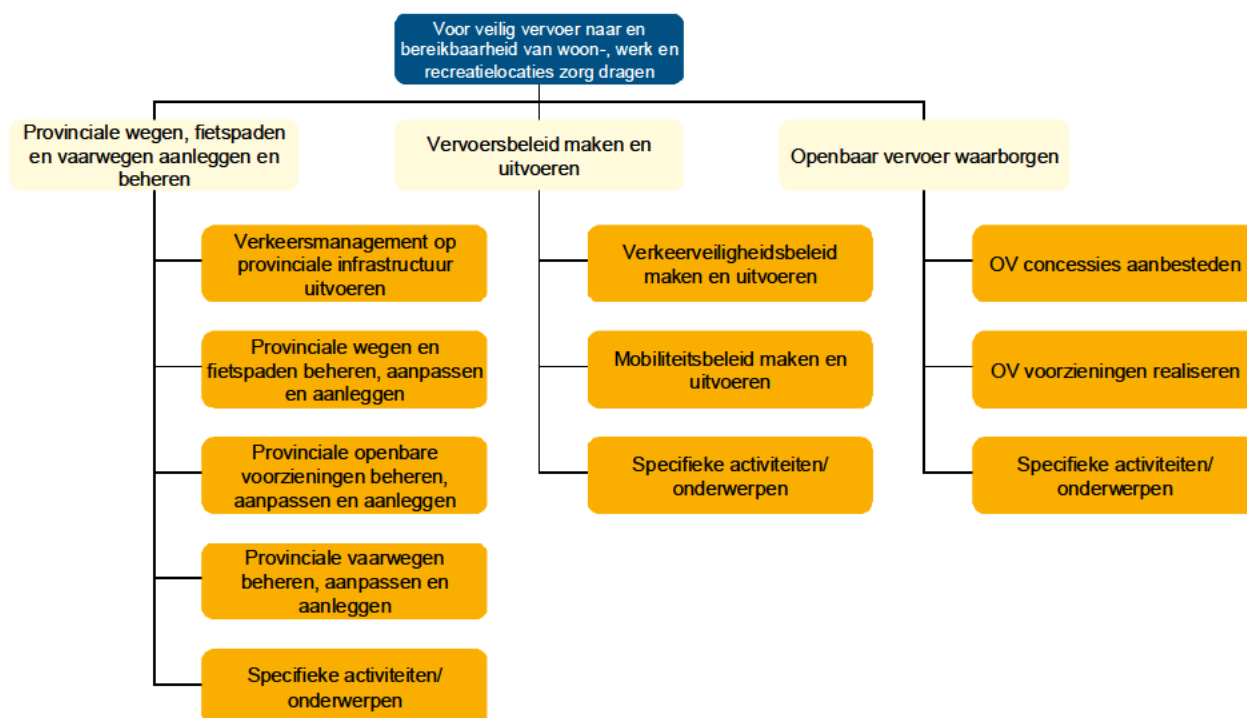 Voor veilig vervoer naar en
bereikbaarheid van woon-, werk en
recreatielocaties zorg dragen
Provinciale wegen, fietspaden
en vaarwegen aanleggen en
beheren
Vervoersbeleid maken en
uitvoeren
Openbaar vervoer waarborgen
Verkeersmanagement op
provinciale infrastructuur
uitvoeren
Provinciale wegen en
fietspaden beheren, aanpassen
en aanleggen
Provinciale openbare
voorzieningen beheren,
aanpassen en aanleggen
Provinciale vaarwegen
beheren, aanpassen en
aanleggen
Specifieke activiteiten/
onderwerpen
Verkeerveiligheidsbeleid
maken en uitvoeren
Mobiliteitsbeleid maken en
uitvoeren
Specifieke activiteiten/
onderwerpen
OV concessies aanbesteden
OV voorzieningen realiseren
Specifieke activiteiten/
onderwerpen